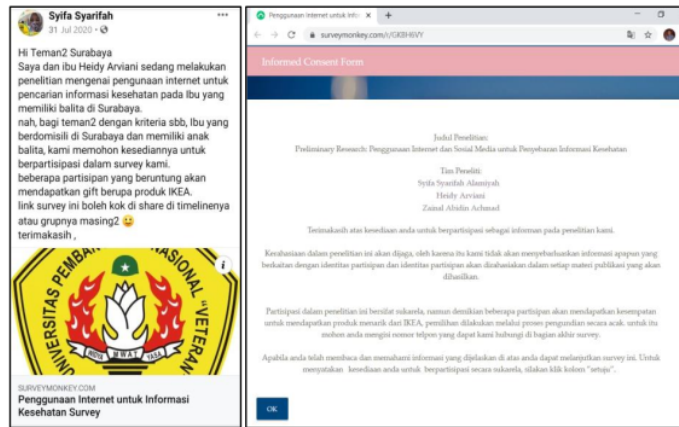 Syifa Syarifah
31 Jul 2020
Hi Teman2 Surabaya
Saya dan ibu Heidy Arviani sedang melakukan
penelitian mengenai pengunaan internet untuk
pencarian informasi kesehatan pada Ibu yang
memiliki balita di Surabaya.
nah, bagi teman2 dengan kriteria sbb, Ibu yang
berdomisili di Surabaya dan memiliki anak
balita, kami memohon kesediannya untuk
berpartisipasi dalam survey kami.
beberapa partisipan yang beruntung akan
mendapatkan gift berupa produk IKEA.
link survey ini boleh kok di share di timelinenya
atau grupnya masing2 😀
terimakasih ,
UNIVERSITAS PEMBA NASIONAL "VETERAN
WIDYA MWAT YASA
SURVEYMONKEY.COM
Penggunaan Internet untuk Informasi
Kesehatan Survey
Penggunaan Internet untuk Info
surveymonkey.com/r/GKBH6VY
Informed Consent Form
Judul Penelitian:
Preliminary Research: Penggunaan Internet dan Sosial Media untuk Penyebaran Informasi Kesehatan
Tim Peneliti:
Syifa Syarifah Alamiyah
Heidy Arviani
Zainal Abidin Achmad
Terimakasih atas kesediaan anda untuk berpartisipasi sebagai informan pada penelitian kami.
Kerahasiaan dalam penelitian ini akan dijaga, oleh karena itu kami tidak akan menyebarluaskan informasi apapun yang
berkaitan dengan identitas partisipan dan identitas partisipan akan dirahasiakan dalam setiap materi publikasi yang akan
dihasilkan.
Partisipasi dalam penelitian ini bersifat sukarela, namun demikian beberapa partisipan akan mendapatkan kesempatan
untuk mendapatkan produk menarik dari IKEA, pemilihan dilakukan melalui proses pengundian secara acak. untuk itu
mohon anda mengisi nomor telpon yang dapat kami hubungi di bagian akhir survey.
Apabila anda telah membaca dan memahami informasi yang dijelaskan di atas anda dapat melanjutkan survey ini. Untuk
menyatakan kesediaan anda untuk berpartisipasi secara sukarela, silakan klik kolom "setuju".
OK